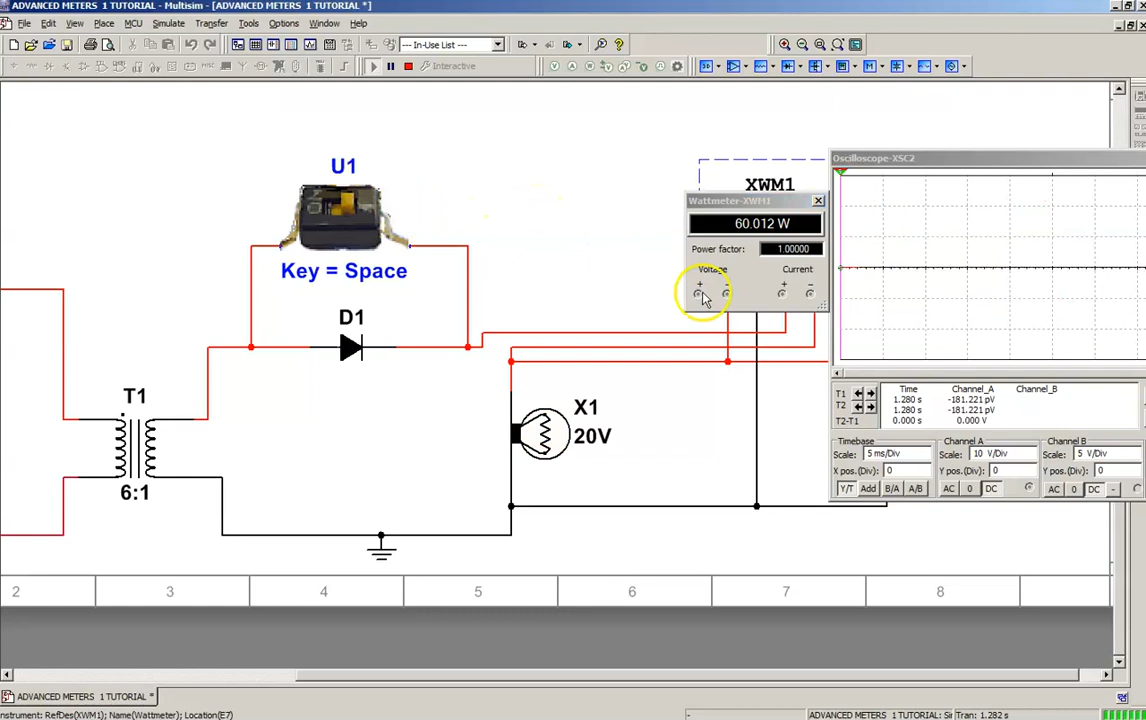 ADVANCED METERS  1 TUTORIAL - Multisim - [ADVANCED METERS  1 TUTORIAL *]
File Edit View Place MCU Simulate Transfer Tools Options Window Help
--- In-Use List ---
Interactive
U1
Key = Space
D1
T1
6:1
X1
20V
XWM1
Wattmeter-XWM1
60.012 W
Power factor: 1.00000
Voltage Current
+ - + -
Oscilloscope-XSC2
Time Channel_A Channel_B
T1 1.280 s -181.221 pV
T2 1.280 s -181.221 pV
T2-T1 0.000 s 0.000 V
Timebase Channel A Channel B
Scale: 5 ms/Div Scale: 10 V/Div Scale: 5 V/Div
X pos.(Div): 0 Y pos.(Div): 0 Y pos.(Div): 0
Y/T Add B/A A/B AC 0 DC AC 0 DC -
2 3 4 5 6 7 8
ADVANCED METERS  1 TUTORIAL *
nstrument: RefDes(XWM1); Name(Wattmeter); Location(E7) - ADVANCED METERS  1 TUTORIAL: Sir Tran: 1.282 s